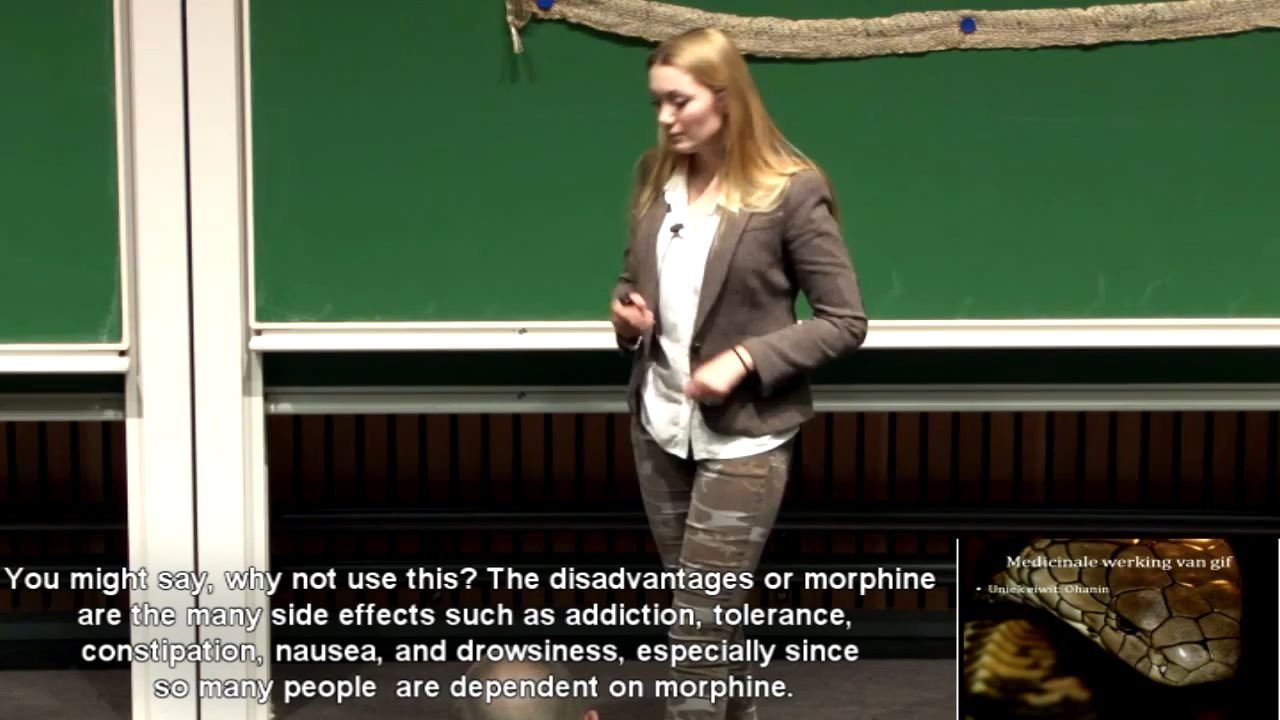 You might say, why not use this? The disadvantages or morphine
are the many side effects such as addiction, tolerance,
constipation, nausea, and drowsiness, especially since
so many people  are dependent on morphine.
Medicinale werking van gif
• Uniek eiwit: Ohanin